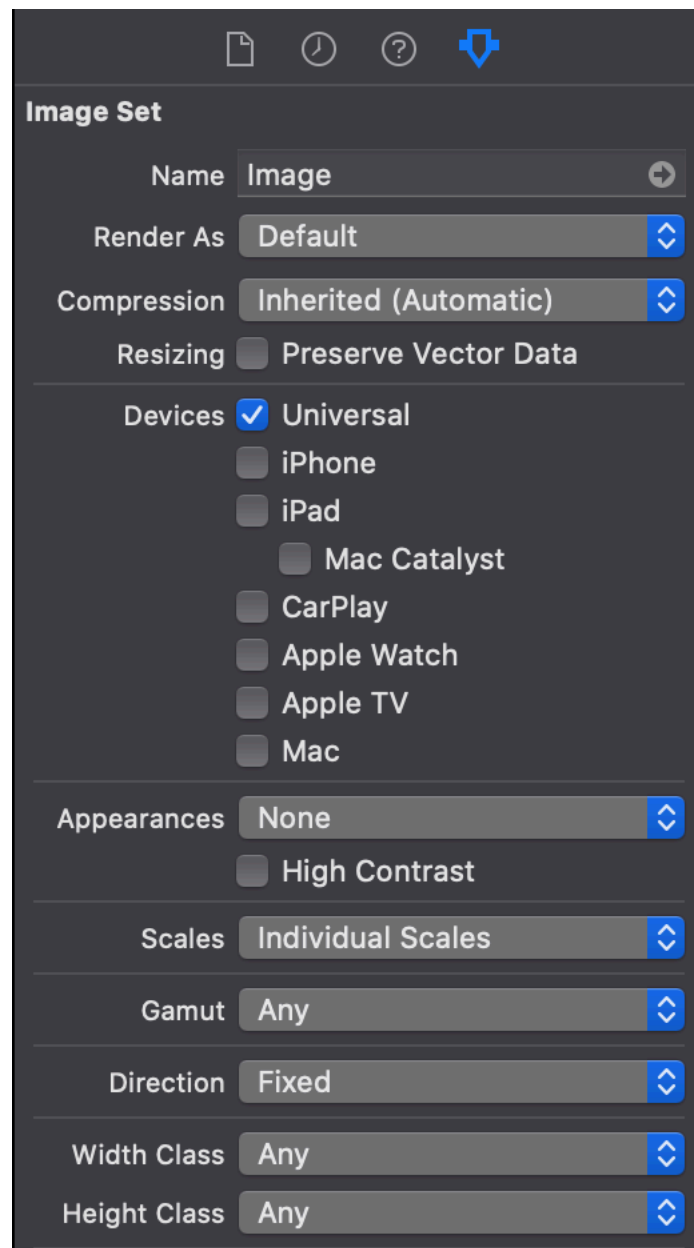 Image Set
Name Image
Render As Default
Compression Inherited (Automatic)
Resizing Preserve Vector Data
Devices Universal
iPhone
iPad
Mac Catalyst
CarPlay
Apple Watch
Apple TV
Mac
Appearances None
High Contrast
Scales Individual Scales
Gamut Any
Direction Fixed
Width Class Any
Height Class Any